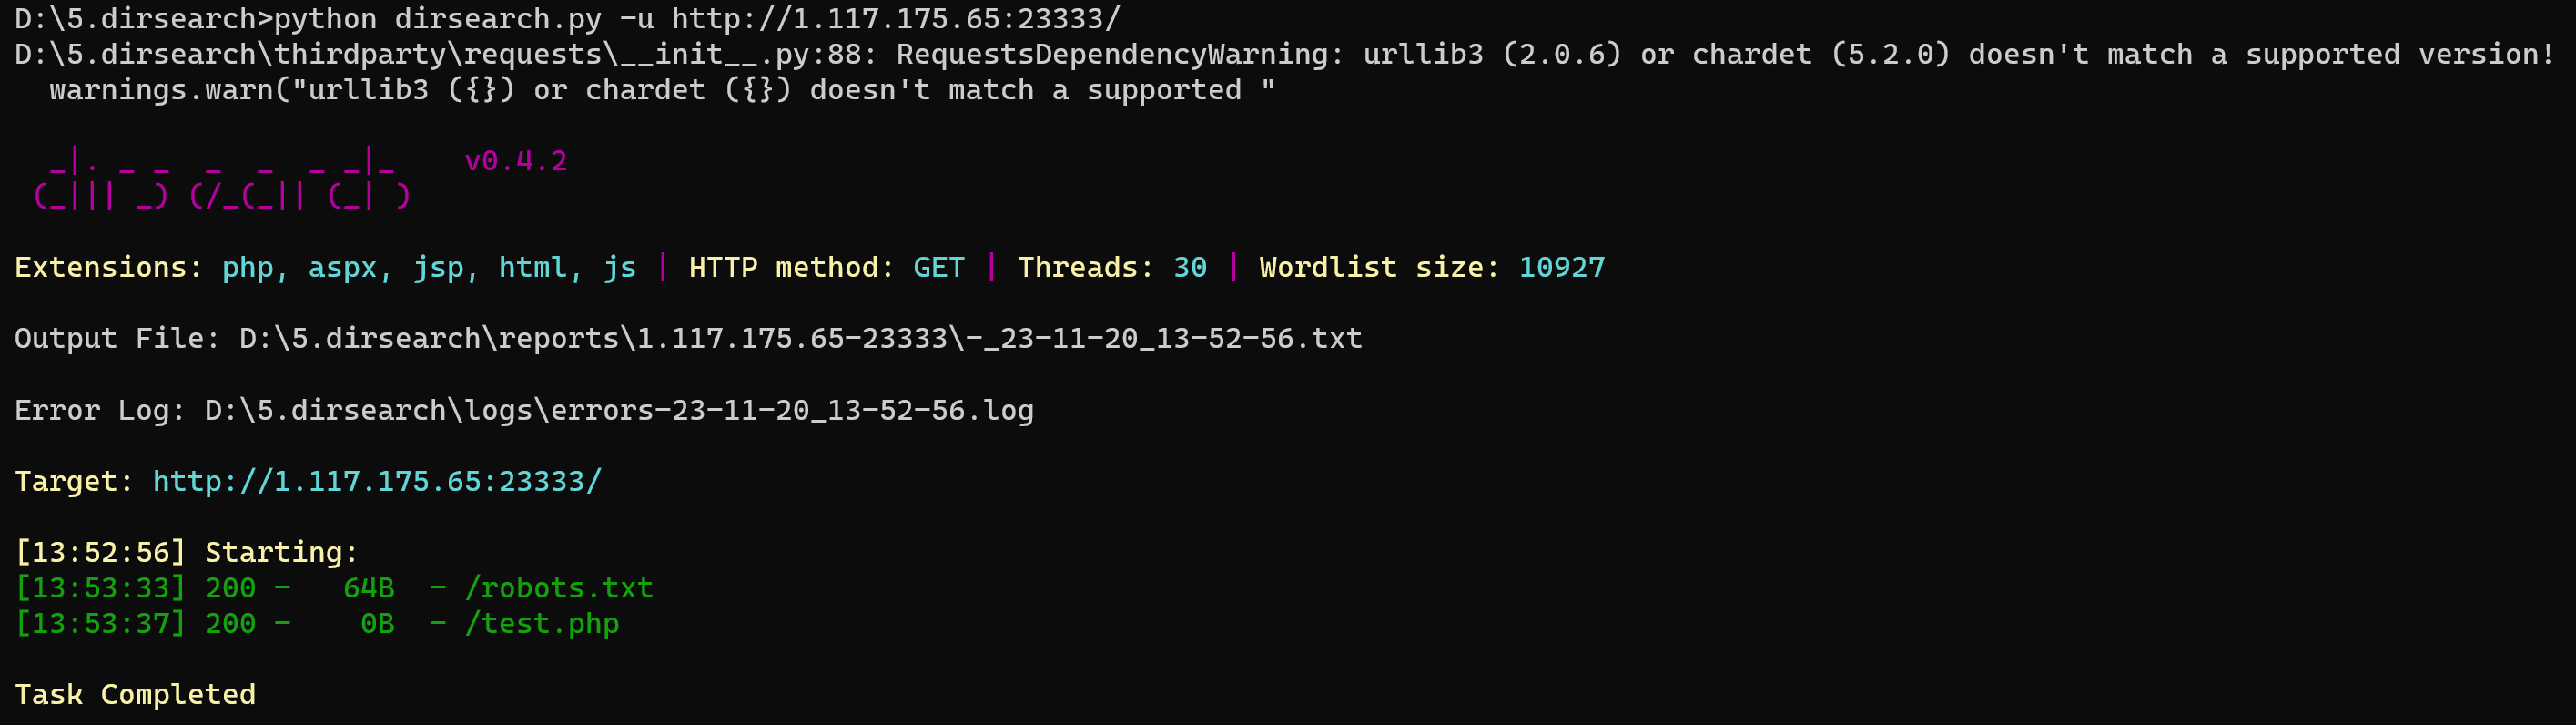 D:\5.dirsearch>python dirsearch.py -u http://1.117.175.65:23333/
D:\5.dirsearch\thirdparty\requests\__init__.py:88: RequestsDependencyWarning: urllib3 (2.0.6) or chardet (5.2.0) doesn't match a supported version!
  warnings.warn("urllib3 ({}) or chardet ({}) doesn't match a supported "
  _|. _ _  _  _  _ _|_    v0.4.2
 (_||| _) (/_(_|| (_| )
Extensions: php, aspx, jsp, html, js | HTTP method: GET | Threads: 30 | Wordlist size: 10927
Output File: D:\5.dirsearch\reports\1.117.175.65-23333\-_23-11-20_13-52-56.txt
Error Log: D:\5.dirsearch\logs\errors-23-11-20_13-52-56.log
Target: http://1.117.175.65:23333/
[13:52:56] Starting:
[13:53:33] 200 -   64B  - /robots.txt
[13:53:37] 200 -    0B  - /test.php
Task Completed